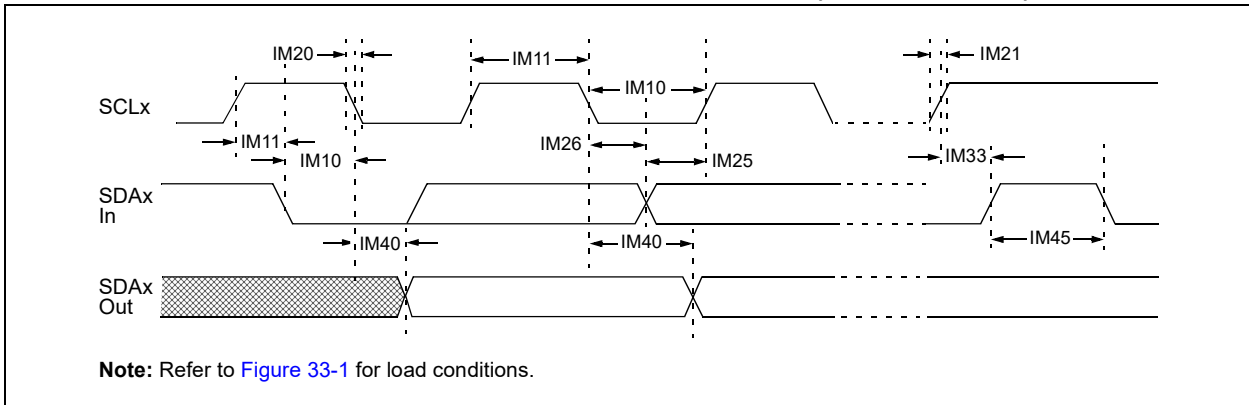 IM20
IM11
IM21
IM10
SCLx
IM11
IM26
IM10
IM25
IM33
SDAx
In
IM40
IM40
IM45
SDAx
Out
Note: Refer to Figure 33-1 for load conditions.